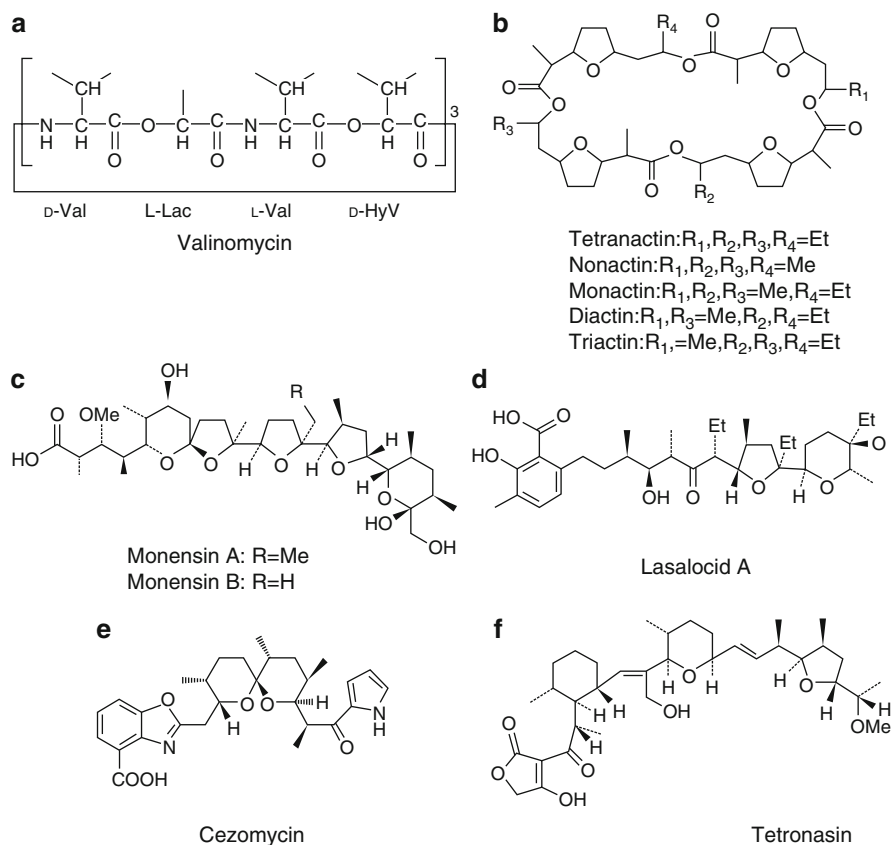 a
CH CH
3
N C C O C C N C C O C C
H H O H O H H O H O
D-Val L-Lac L-Val D-HyV
Valinomycin
b
R4 O
O O O
O R1
O O
R3 O
O O
O R2
Tetranactin:R1,R2,R3,R4=Et
Nonactin:R1,R2,R3,R4=Me
Monactin:R1,R2,R3=Me,R4=Et
Diactin:R1,R3=Me,R2,R4=Et
Triactin:R1,=Me,R2,R3,R4=Et
c
OH R
O OMe
HO O O H O H O H H
O
HO
OH
Monensin A: R=Me
Monensin B: R=H
d
HO O Et Et
HO Et O
OH O H O H O
Lasalocid A
e
O O O H N H
N H O
COOH
Cezomycin
f
H O H O
H OH H H
H OMe
O O
O
OH
Tetronasin